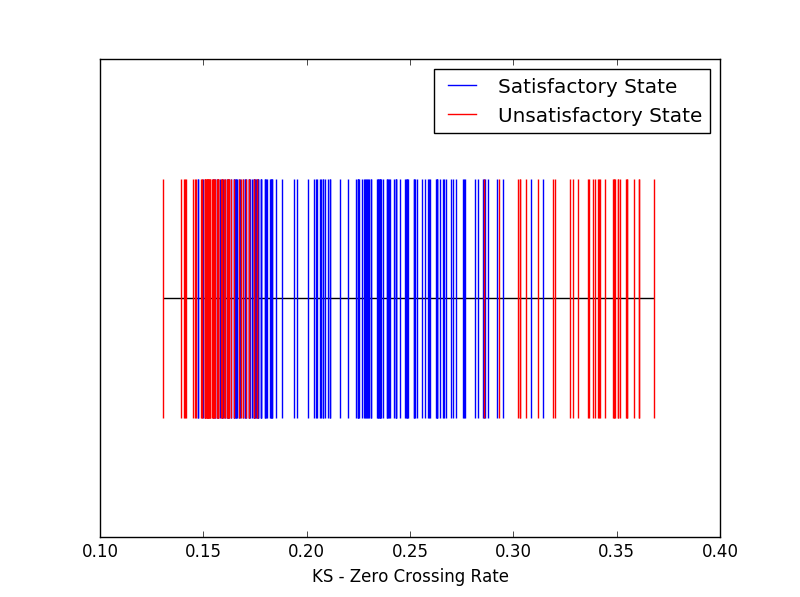 Satisfactory State
Unsatisfactory State
0.10 0.15 0.20 0.25 0.30 0.35 0.40
KS - Zero Crossing Rate